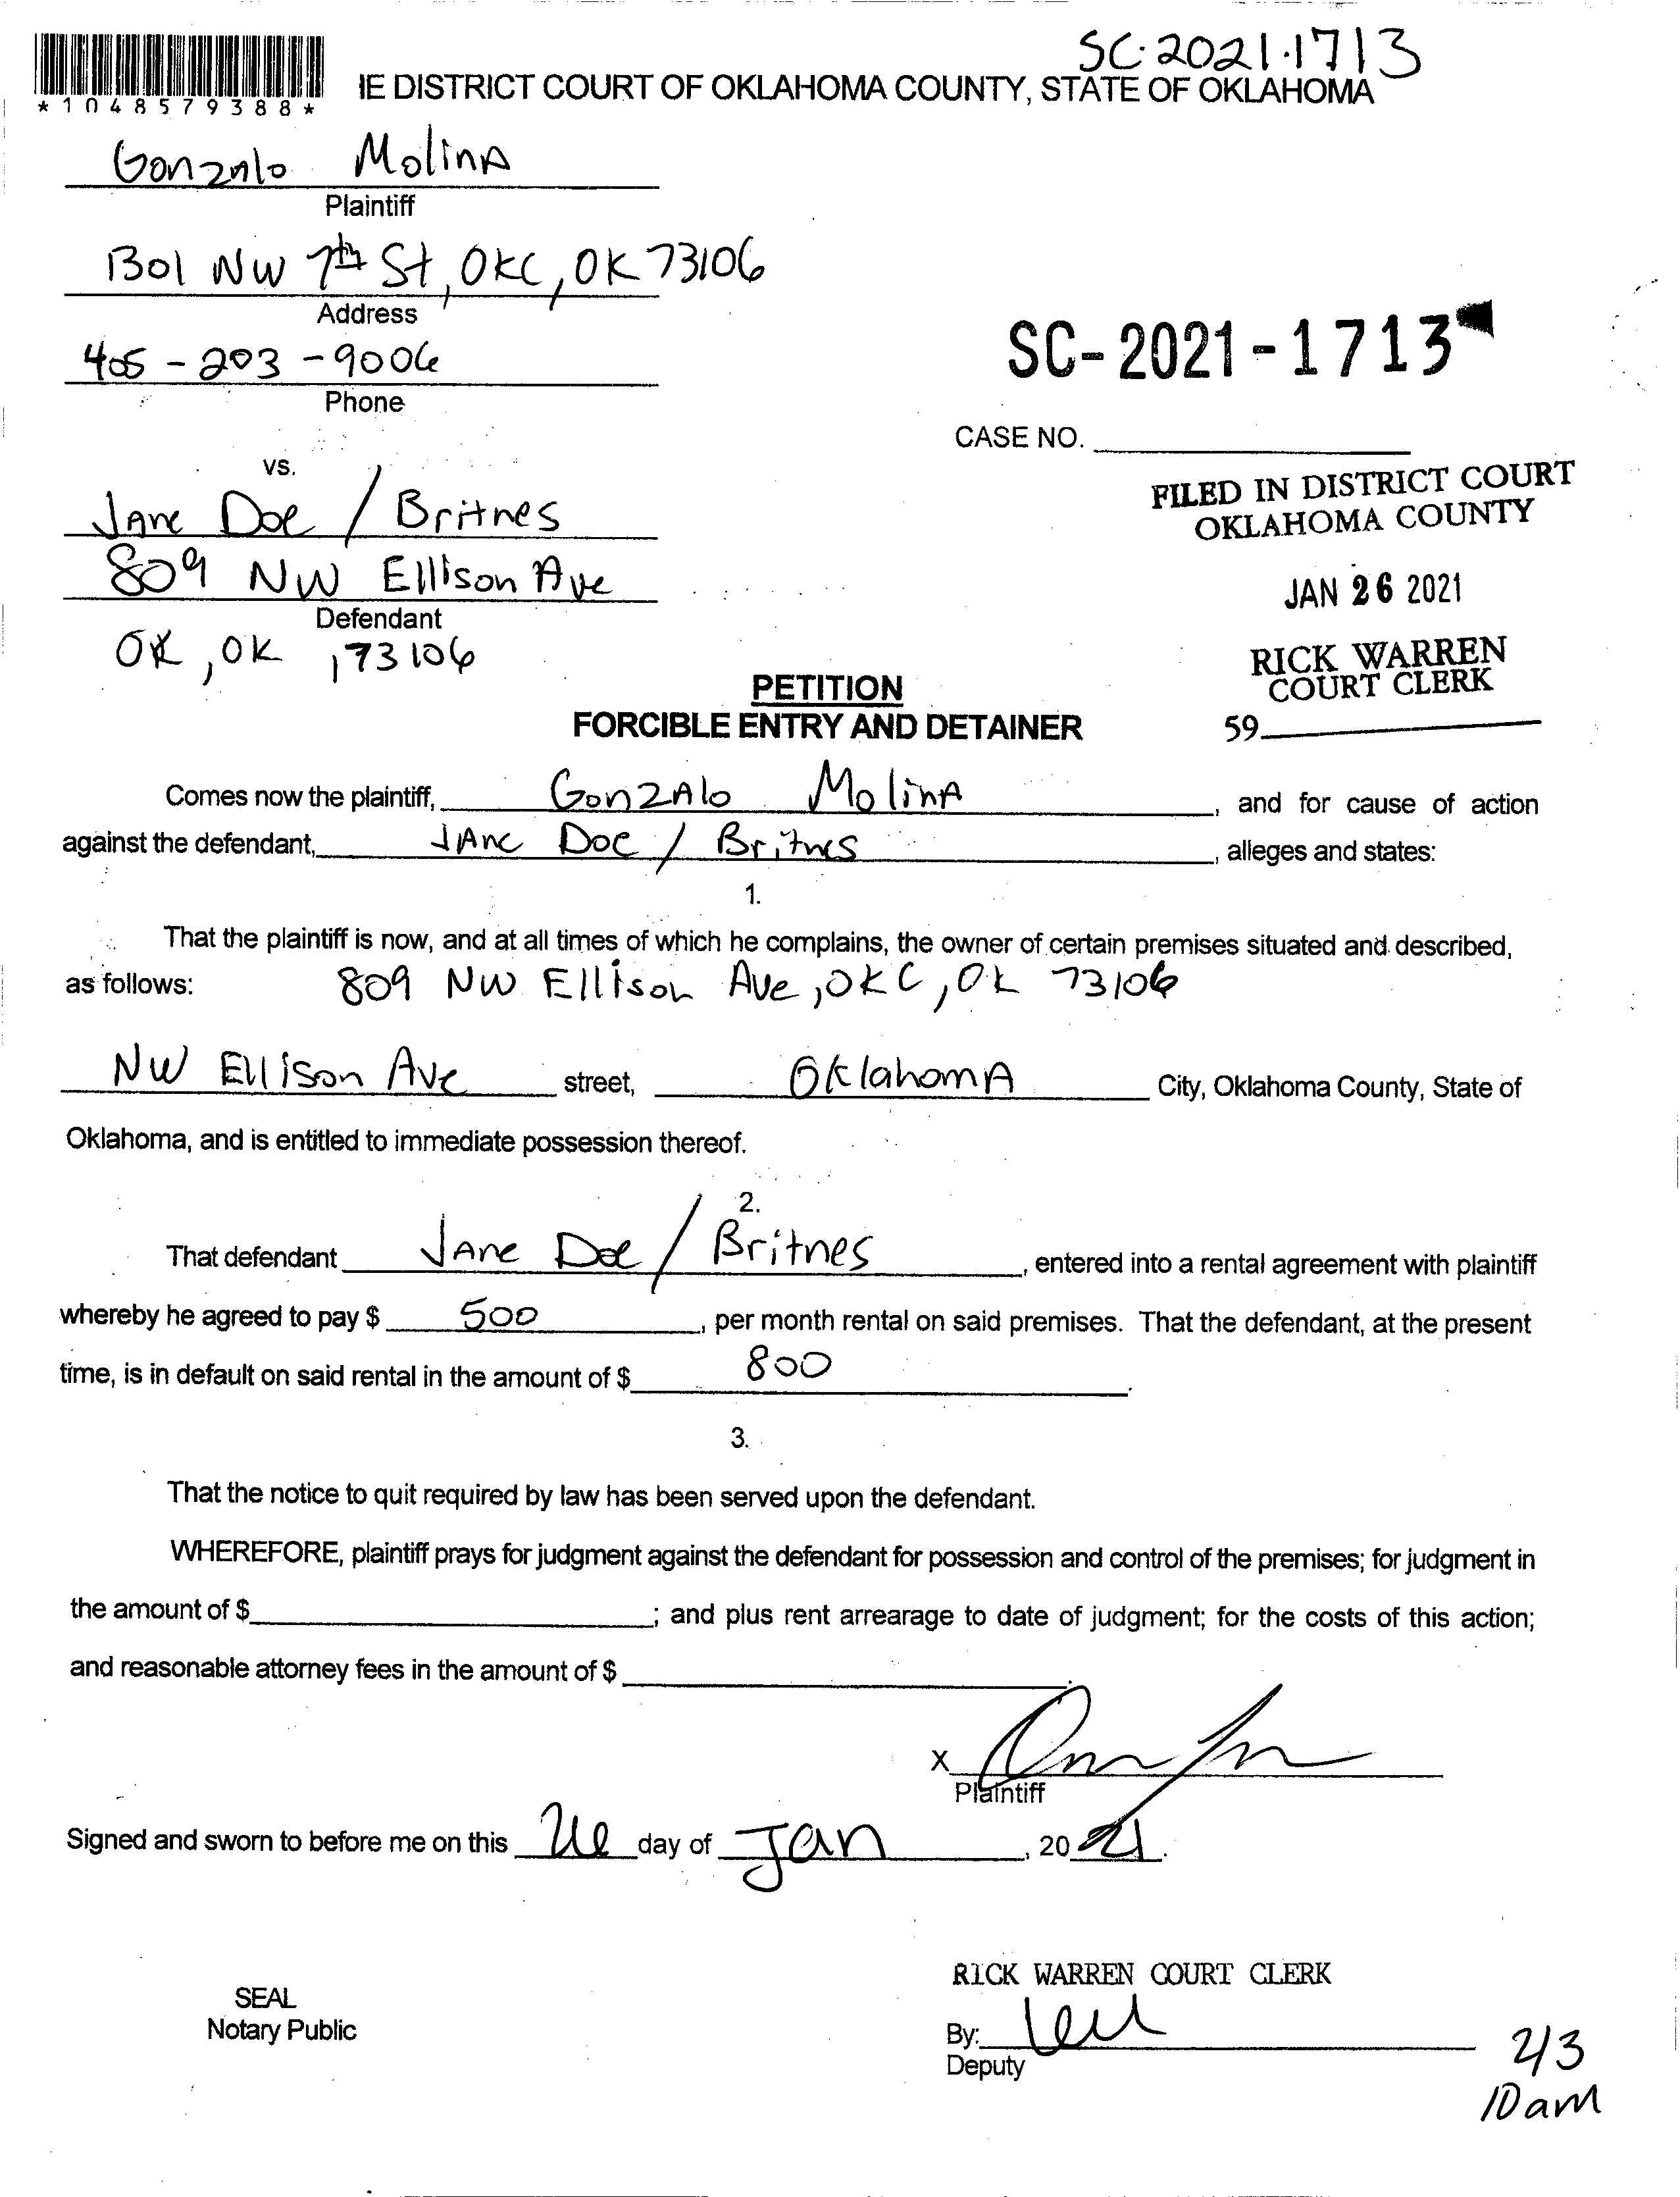 SC-2021-1713
*1048579388*
IE DISTRICT COURT OF OKLAHOMA COUNTY, STATE OF OKLAHOMA
Gonzalo Molina
Plaintiff
1301 NW 7th St, OKC, OK 73106
Address
405-203-9006
Phone
SC-2021-1713
CASE NO.
vs.
FILED IN DISTRICT COURT
OKLAHOMA COUNTY
Jane Doe / Britnes
809 NW Ellison Ave
JAN 26 2021
Defendant
OK, OK, 73106
RICK WARREN
COURT CLERK
PETITION
FORCIBLE ENTRY AND DETAINER
59
Comes now the plaintiff, Gonzalo Molina, and for cause of action
against the defendant, Jane Doe / Britnes, alleges and states:
1.
That the plaintiff is now, and at all times of which he complains, the owner of certain premises situated and described,
as follows: 809 NW Ellison Ave, OKC, OK 73106
NW Ellison Ave street, Oklahoma City, Oklahoma County, State of
Oklahoma, and is entitled to immediate possession thereof.
2.
That defendant Jane Doe / Britnes, entered into a rental agreement with plaintiff
whereby he agreed to pay $ 500, per month rental on said premises. That the defendant, at the present
time, is in default on said rental in the amount of $ 800.
3.
That the notice to quit required by law has been served upon the defendant.
WHEREFORE, plaintiff prays for judgment against the defendant for possession and control of the premises; for judgment in
the amount of $; and plus rent arrearage to date of judgment; for the costs of this action;
and reasonable attorney fees in the amount of $.
X
Plaintiff
Signed and sworn to before me on this 26 day of Jan, 2021.
RICK WARREN COURT CLERK
SEAL
Notary Public
By:
Deputy
2/3
10am